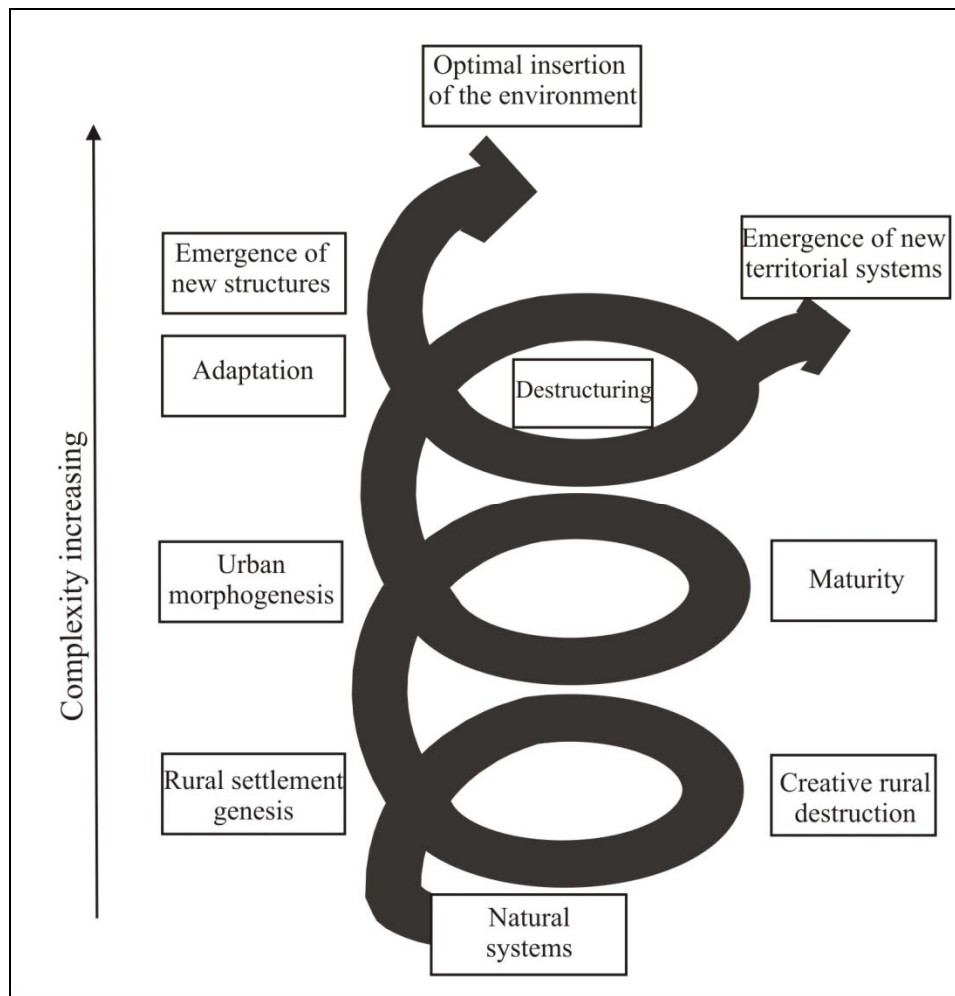 Optimal insertion
of the environment
Emergence of
new structures
Emergence of new
territorial systems
Adaptation
Destructuring
Complexity increasing
Urban
morphogenesis
Maturity
Rural settlement
genesis
Creative rural
destruction
Natural
systems